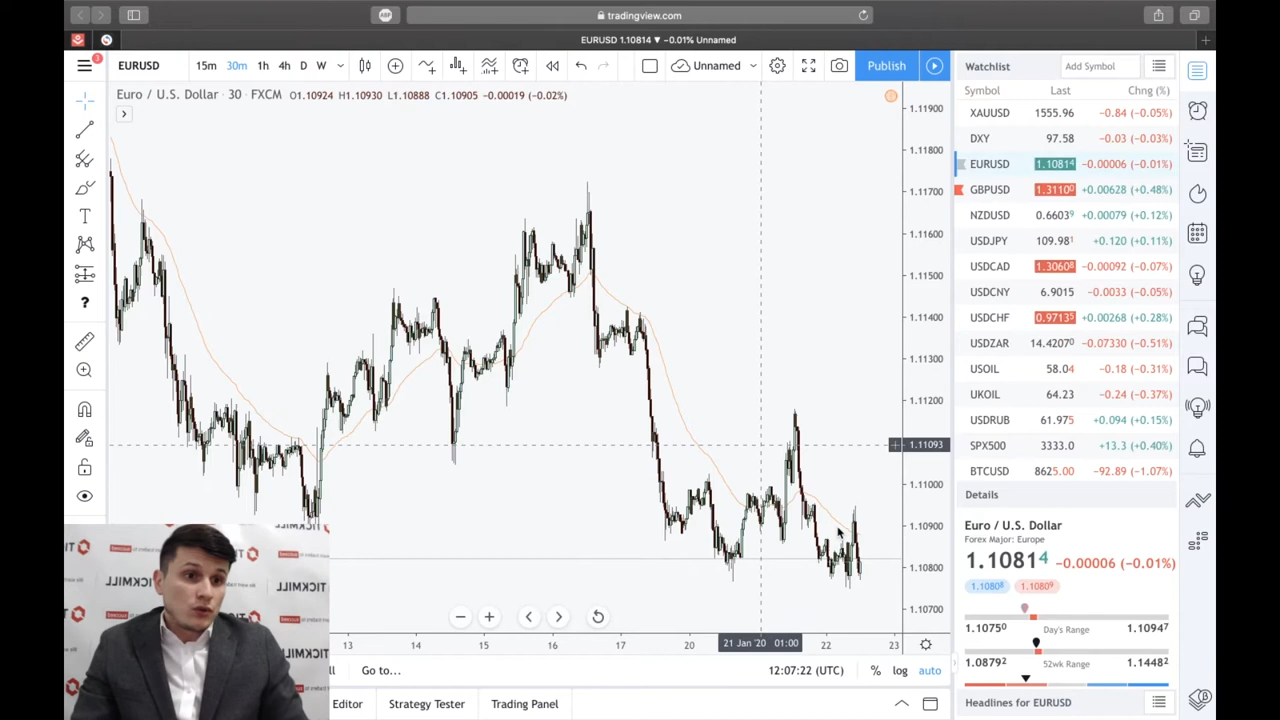 tradingview.com
EURUSD 1.10814 ▼ −0.01% Unnamed
3
EURUSD 15m 30m 1h 4h D W Unnamed Publish
Euro / U.S. Dollar · 30 · FXCM O1.10924 H1.10930 L1.10888 C1.10905 −0.00019 (−0.02%)
1.11900
1.11800
1.11700
1.11600
1.11500
1.11400
1.11300
1.11200
1.11093
1.11000
1.10900
1.10800
1.10700
13 14 15 16 17 20 21 Jan '20 01:00 22 23
Go to... 12:07:22 (UTC) % log auto
Editor Strategy Tester Trading Panel
Watchlist Add Symbol
Symbol Last Chng (%)
XAUUSD 1555.96 −0.84 (−0.05%)
DXY 97.58 −0.03 (−0.03%)
EURUSD 1.10814 −0.00006 (−0.01%)
GBPUSD 1.31100 +0.00628 (+0.48%)
NZDUSD 0.66039 +0.00079 (+0.12%)
USDJPY 109.981 +0.120 (+0.11%)
USDCAD 1.30608 −0.00092 (−0.07%)
USDCNY 6.9015 −0.0033 (−0.05%)
USDCHF 0.97135 +0.00268 (+0.28%)
USDZAR 14.42070 −0.07330 (−0.51%)
USOIL 58.04 −0.18 (−0.31%)
UKOIL 64.23 −0.24 (−0.37%)
USDRUB 61.975 +0.094 (+0.15%)
SPX500 3333.0 +13.3 (+0.40%)
BTCUSD 8625.00 −92.89 (−1.07%)
Details
Euro / U.S. Dollar
Forex Major: Europe
1.10814 −0.00006 (−0.01%)
1.10808 1.10809
1.10750 Day's Range 1.10947
1.08792 52wk Range 1.14482
Headlines for EURUSD
TICKMILL